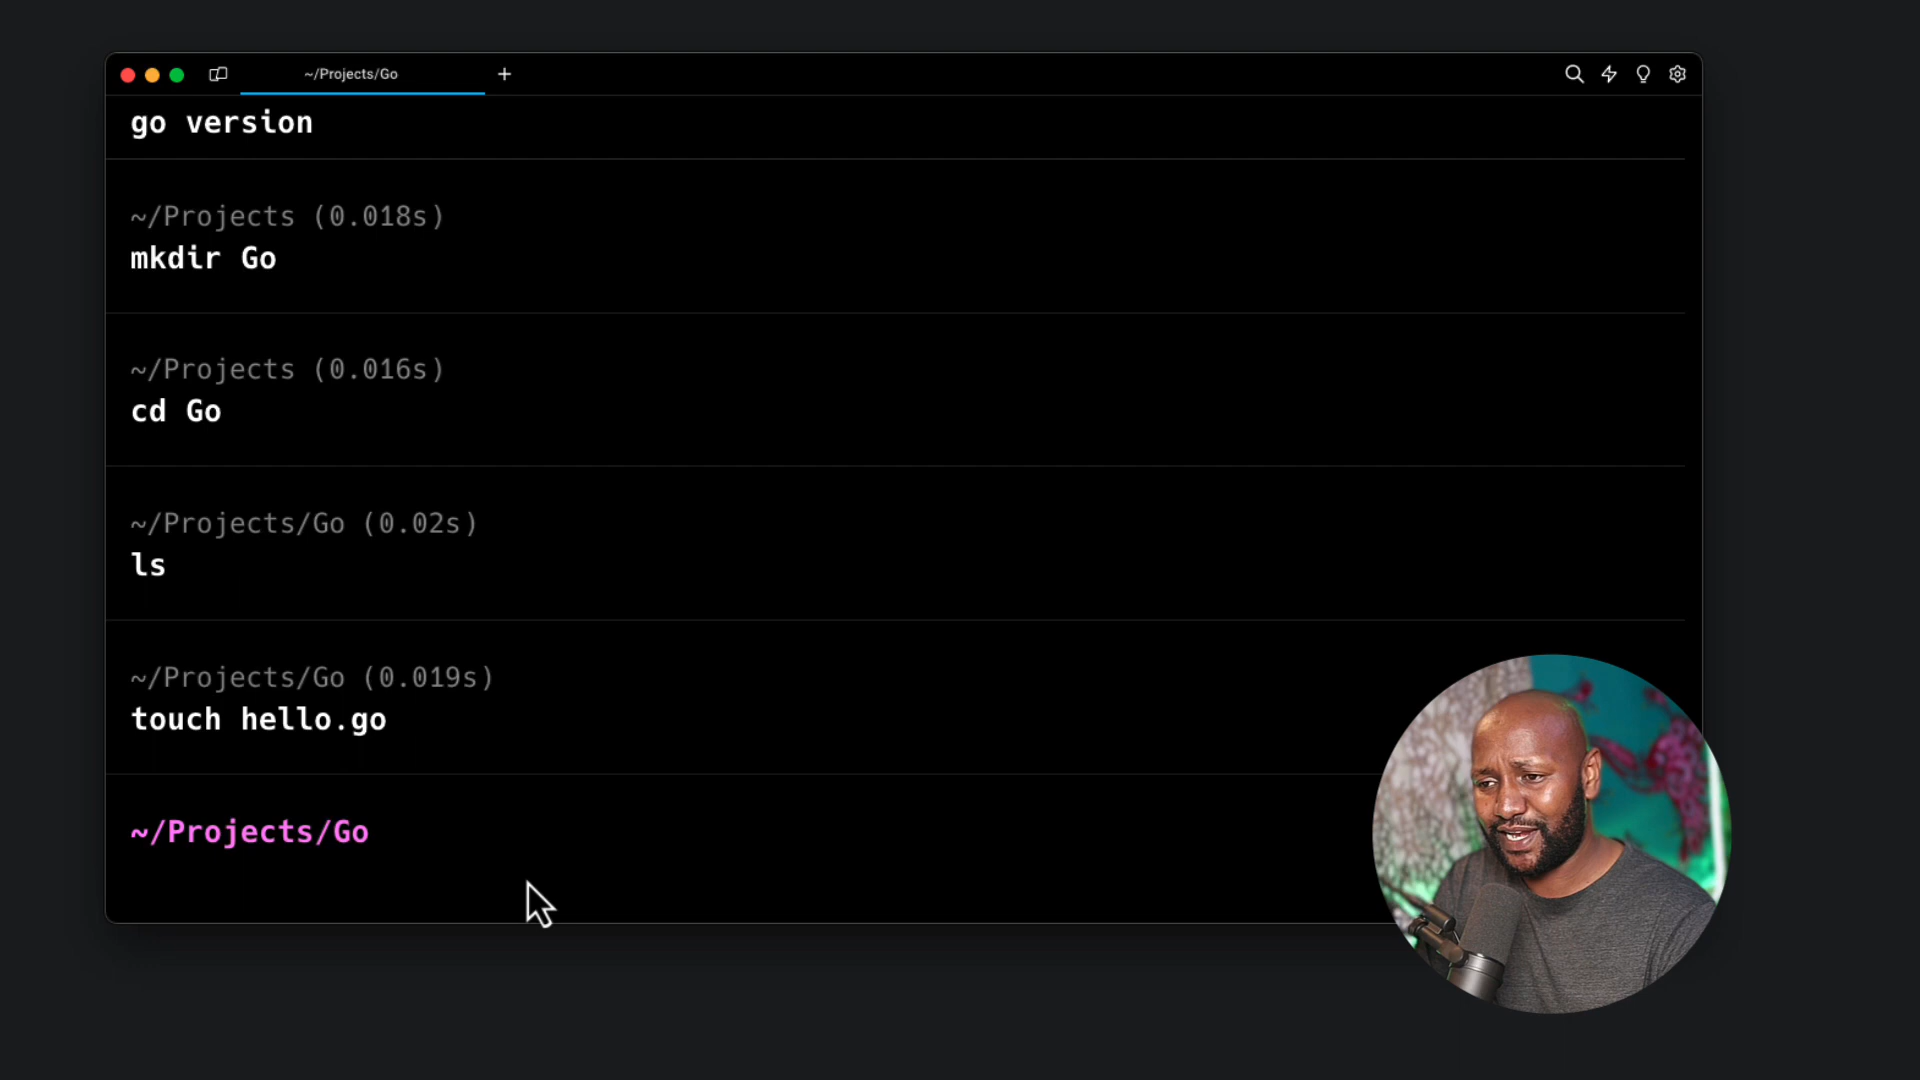 ~/Projects/Go
go version
~/Projects (0.018s)
mkdir Go
~/Projects (0.016s)
cd Go
~/Projects/Go (0.02s)
ls
~/Projects/Go (0.019s)
touch hello.go
~/Projects/Go